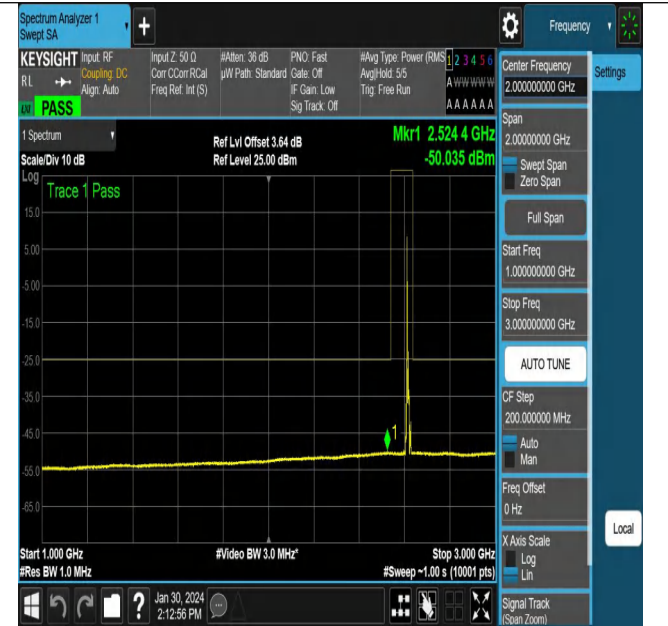 Spectrum Analyzer 1
Swept SA
Frequency
KEYSIGHT
RL
LXI
PASS
Input: RF
Coupling: DC
Align: Auto
Input Z: 50 Ω
Corr CCorr RCal
Freq Ref: Int (S)
#Atten: 36 dB
µW Path: Standard
PNO: Fast
Gate: Off
IF Gain: Low
Sig Track: Off
#Avg Type: Power (RMS
Avg|Hold: 5/5
Trig: Free Run
1 2 3 4 5 6
A W W W W W
A A A A A A
1 Spectrum
Scale/Div 10 dB
Ref Lvl Offset 3.64 dB
Ref Level 25.00 dBm
Mkr1 2.524 4 GHz
-50.035 dBm
Log
Trace 1 Pass
15.0
5.00
-5.00
-15.0
-25.0
-35.0
-45.0
-55.0
-65.0
1
Start 1.000 GHz
#Res BW 1.0 MHz
#Video BW 3.0 MHz*
Stop 3.000 GHz
#Sweep ~1.00 s (10001 pts)
Center Frequency
2.00000000 GHz
Settings
Span
2.00000000 GHz
Swept Span
Zero Span
Full Span
Start Freq
1.000000000 GHz
Stop Freq
3.000000000 GHz
AUTO TUNE
CF Step
200.000000 MHz
Auto
Man
Freq Offset
0 Hz
X Axis Scale
Log
Lin
Signal Track
(Span Zoom)
Local
?
Jan 30, 2024
2:12:56 PM